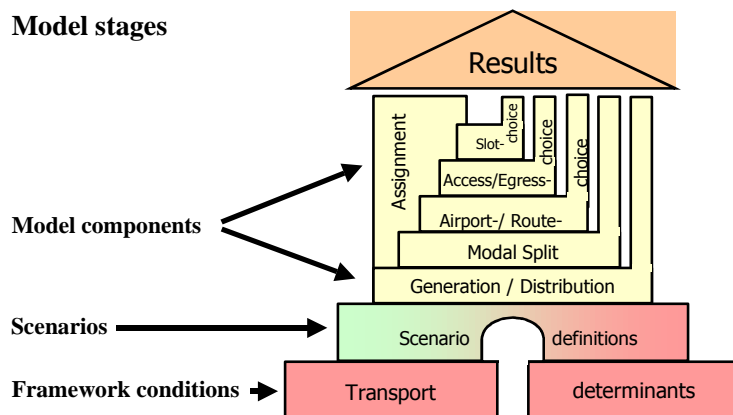 Model stages
Results
Assignment
Slot-
choice
Access/Egress-
choice
Airport-/ Route-
choice
Model components
Modal Split
Generation / Distribution
Scenarios
Scenario definitions
Framework conditions
Transport determinants